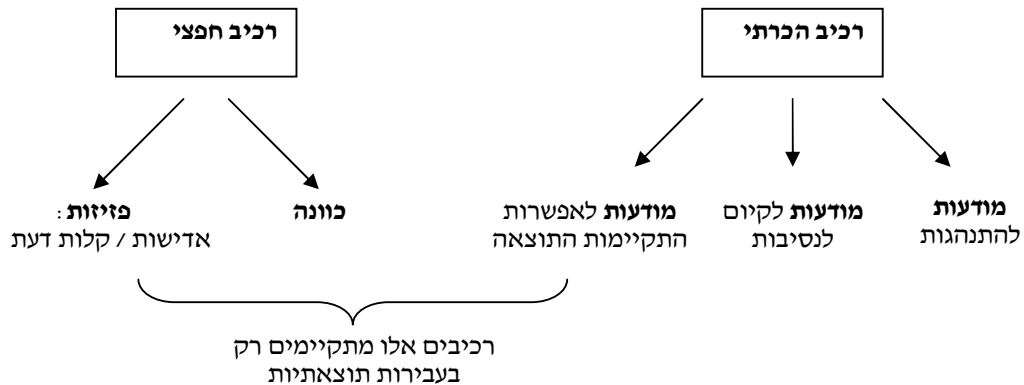 רכיב הכרתי
רכיב חפצי
מודעות
להתנהגות
מודעות לקיום
לנסיבות
מודעות לאפשרות
התקיימות התוצאה
כוונה
פזיזות:
אדישות / קלות דעת
רכיבים אלו מתקיימים רק
בעבירות תוצאתיות